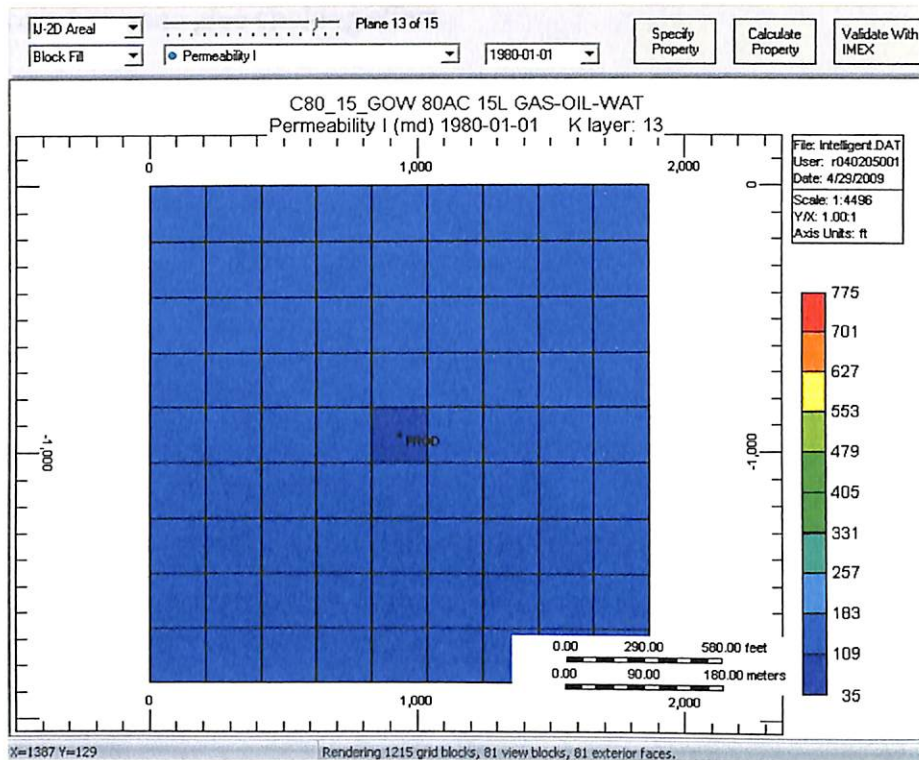 IJ-2D Areal
Plane 13 of 15
Block Fill
Permeability I
1980-01-01
Specify Property
Calculate Property
Validate With IMEX
C80_15_GOW 80AC 15L GAS-OIL-WAT
Permeability I (md) 1980-01-01 K layer: 13
0 1,000 2,000
File: Intelligent.DAT
User: r040205001
Date: 4/29/2009
Scale: 1:4496
Y/X: 1.00:1
Axis Units: ft
0
-1,000
-1,000
PROD
775
701
627
553
479
405
331
257
183
109
35
0.00 290.00 580.00 feet
0.00 90.00 180.00 meters
0 1,000 2,000
X=1387 Y=129
Rendering 1215 grid blocks, 81 view blocks, 81 exterior faces.